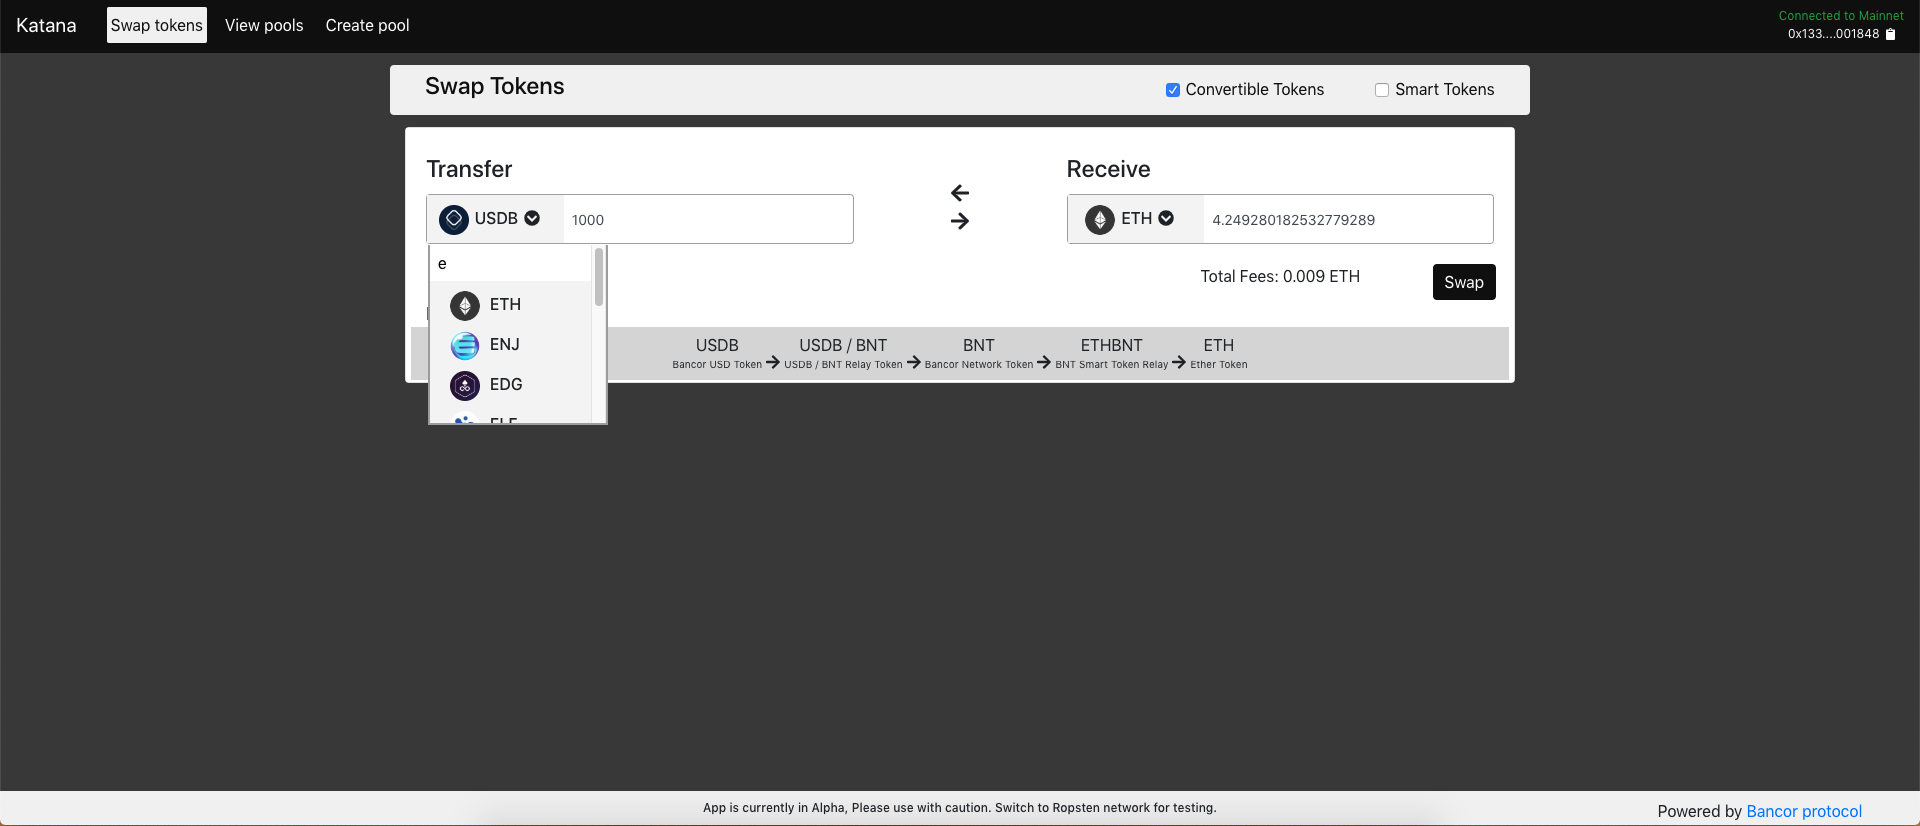 Katana
Swap tokens
View pools
Create pool
Connected to Mainnet
0x133....001848
Swap Tokens
Convertible Tokens
Smart Tokens
Transfer
Receive
USDB
1000
ETH
4.249280182532779289
e
ETH
ENJ
EDG
Total Fees: 0.009 ETH
Swap
USDB
USDB / BNT
BNT
ETHBNT
ETH
Bancor USD Token
USDB / BNT Relay Token
Bancor Network Token
BNT Smart Token Relay
Ether Token
App is currently in Alpha, Please use with caution. Switch to Ropsten network for testing.
Powered by Bancor protocol